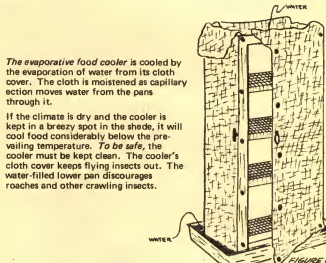 WATER
The evaporative food cooler is cooled by
the evaporation of water from its cloth
cover. The cloth is moistened as capillary
ection moves water from the pans
through it.
If the climate is dry and the cooler is
kept in a breezy spot in the shede, it will
cool food considerably below the pre-
vailing temperature. To be safe, the
cooler must be kept clean. The cooler's
cloth cover keeps flying insects out. The
water-filled lower pan discourages
roaches and other crawling insects.
WATER
FIGURE